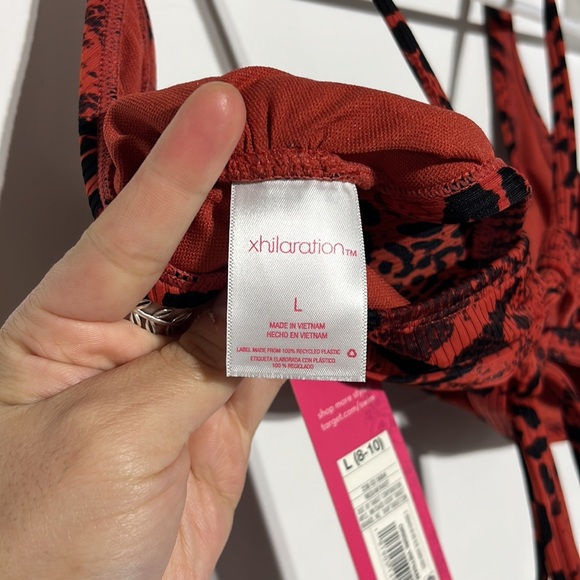 xhilaration™
L
MADE IN VIETNAM
HECHO EN VIETNAM
LABEL MADE FROM 100% RECYCLED PLASTIC
ETIQUETA ELABORADA CON PLÁSTICO
100 % RECICLADO
shop more
target.com/
L (8-10)